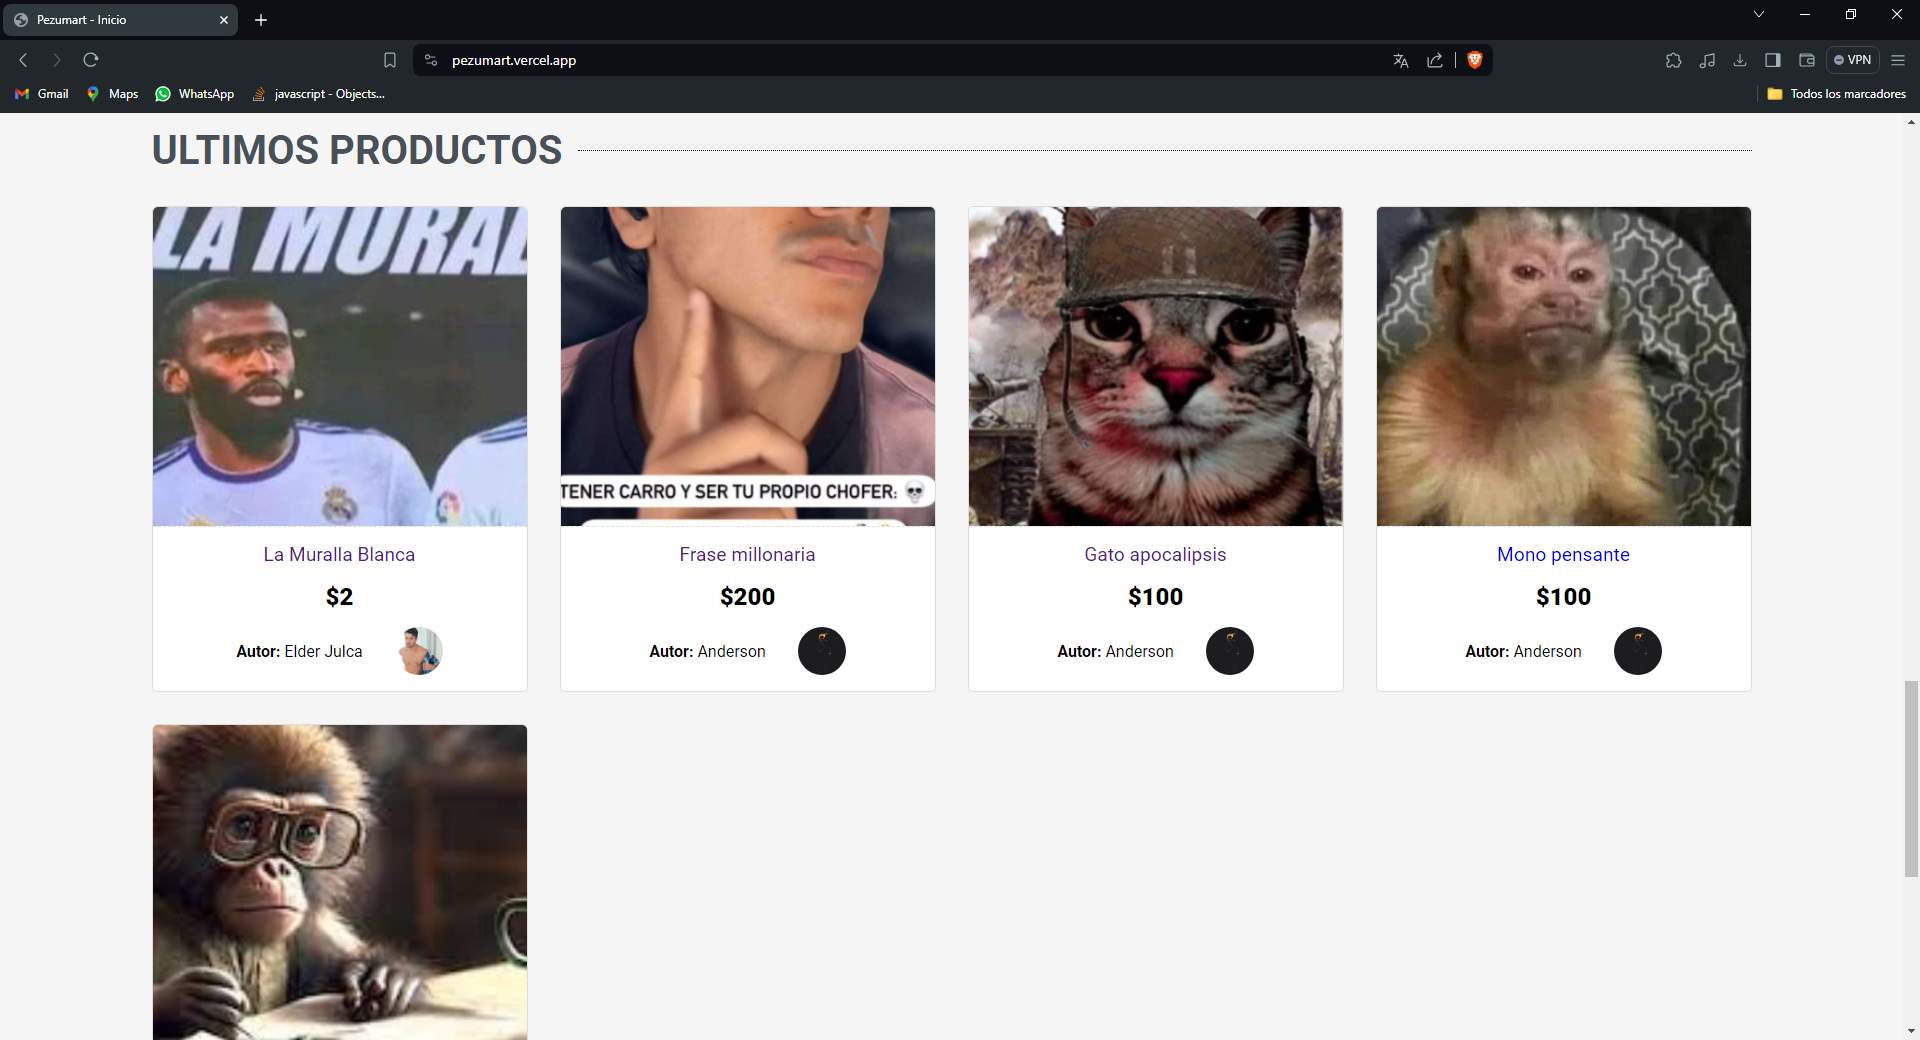 Pezumart - Inicio
pezumart.vercel.app
VPN
Gmail
Maps
WhatsApp
javascript - Objects...
Todos los marcadores
ULTIMOS PRODUCTOS
LA MURAL
TENER CARRO Y SER TU PROPIO CHOFER: 💀
11
La Muralla Blanca
$2
Autor: Elder Julca
Frase millonaria
$200
Autor: Anderson
Gato apocalipsis
$100
Autor: Anderson
Mono pensante
$100
Autor: Anderson